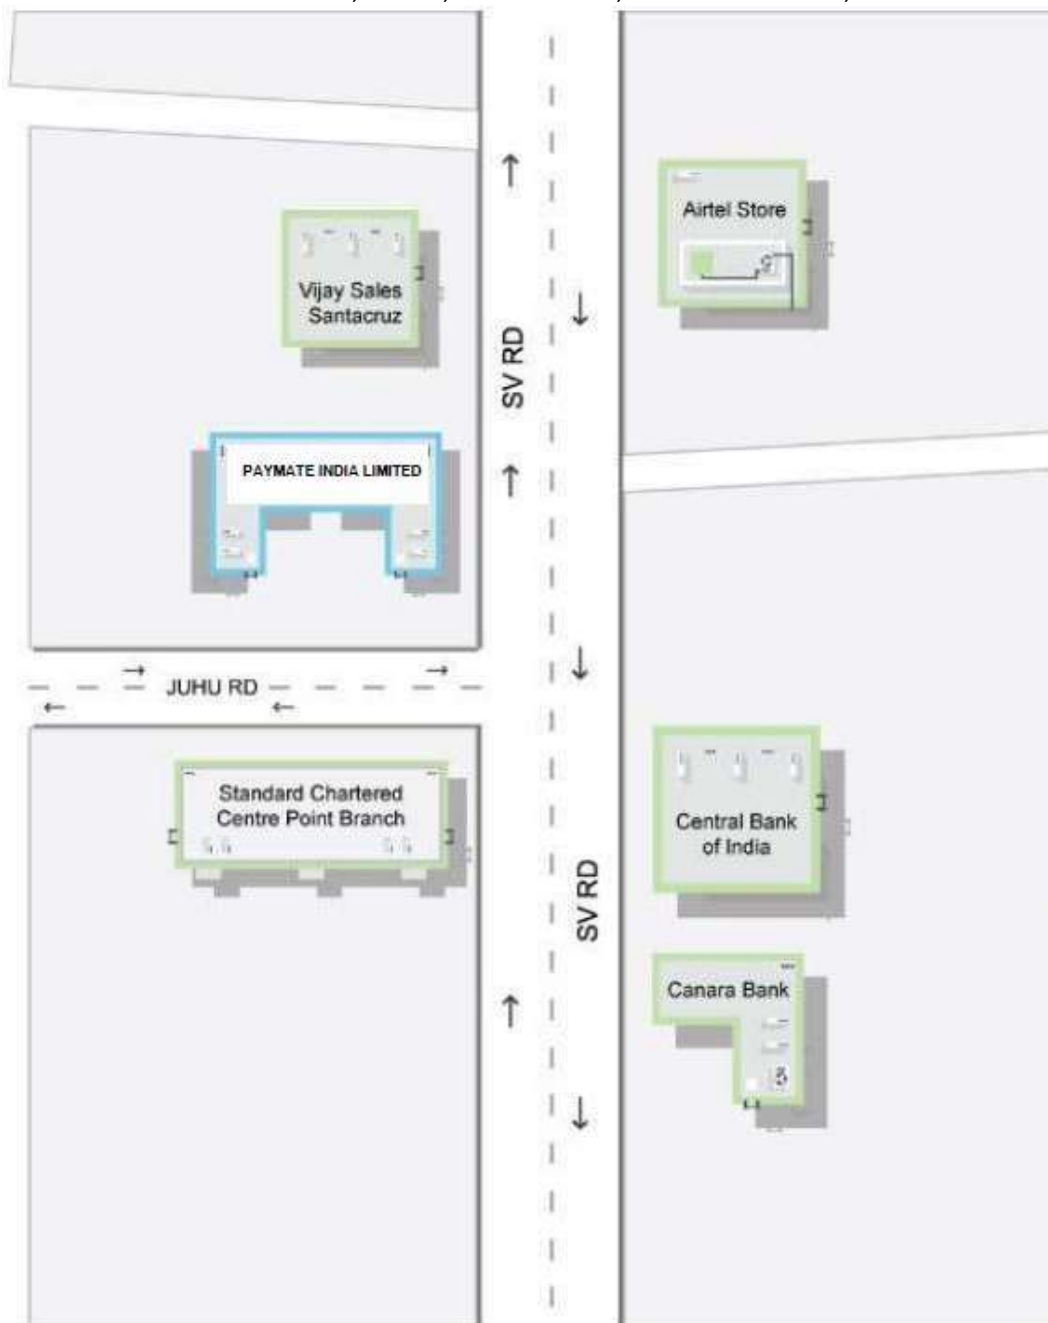 Airtel Store
Vijay Sales
Santacruz
SV RD
PAYMATE INDIA LIMITED
JUHU RD
Standard Chartered
Centre Point Branch
Central Bank
of India
SV RD
Canara Bank